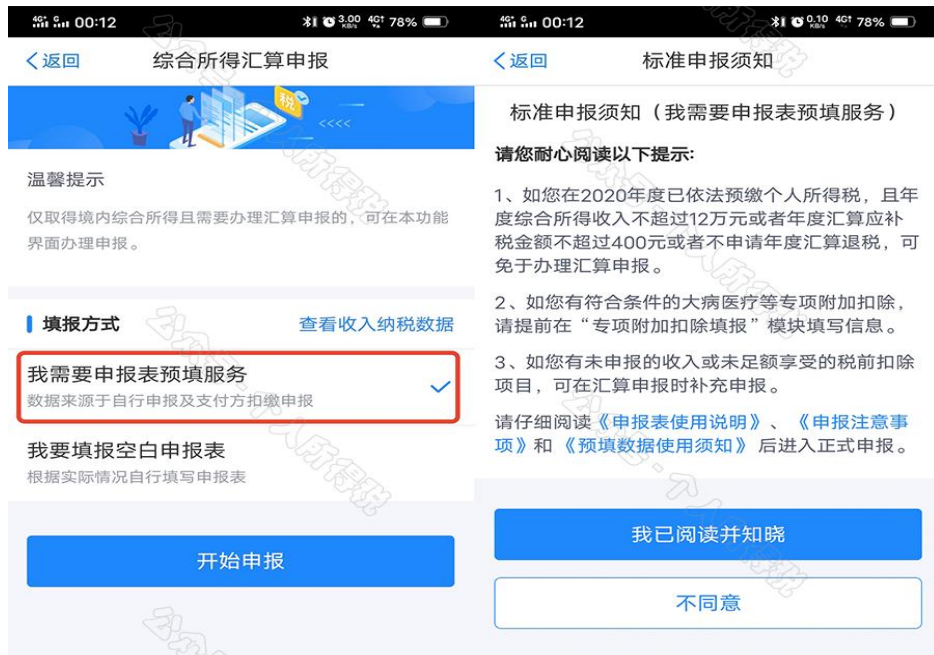 00:12
3.00 KB/s 4G↑ 78%
返回
综合所得汇算申报
税
<<<<
温馨提示
仅取得境内综合所得且需要办理汇算申报的，可在本功能
界面办理申报。
填报方式
查看收入纳税数据
我需要申报表预填服务
数据来源于自行申报及支付方扣缴申报
我要填报空白申报表
根据实际情况自行填写申报表
开始申报
公众号·个人所得税
00:12
0.10 KB/s 4G↑ 78%
返回
标准申报须知
标准申报须知（我需要申报表预填服务）
请您耐心阅读以下提示:
1、如您在2020年度已依法预缴个人所得税，且年
度综合所得收入不超过12万元或者年度汇算应补
税金额不超过400元或者不申请年度汇算退税，可
免于办理汇算申报。
2、如您有符合条件的大病医疗等专项附加扣除，
请提前在“专项附加扣除填报”模块填写信息。
3、如您有未申报的收入或未足额享受的税前扣除
项目，可在汇算申报时补充申报。
请仔细阅读《申报表使用说明》、《申报注意事
项》和《预填数据使用须知》后进入正式申报。
我已阅读并知晓
不同意
公众号·个人所得税